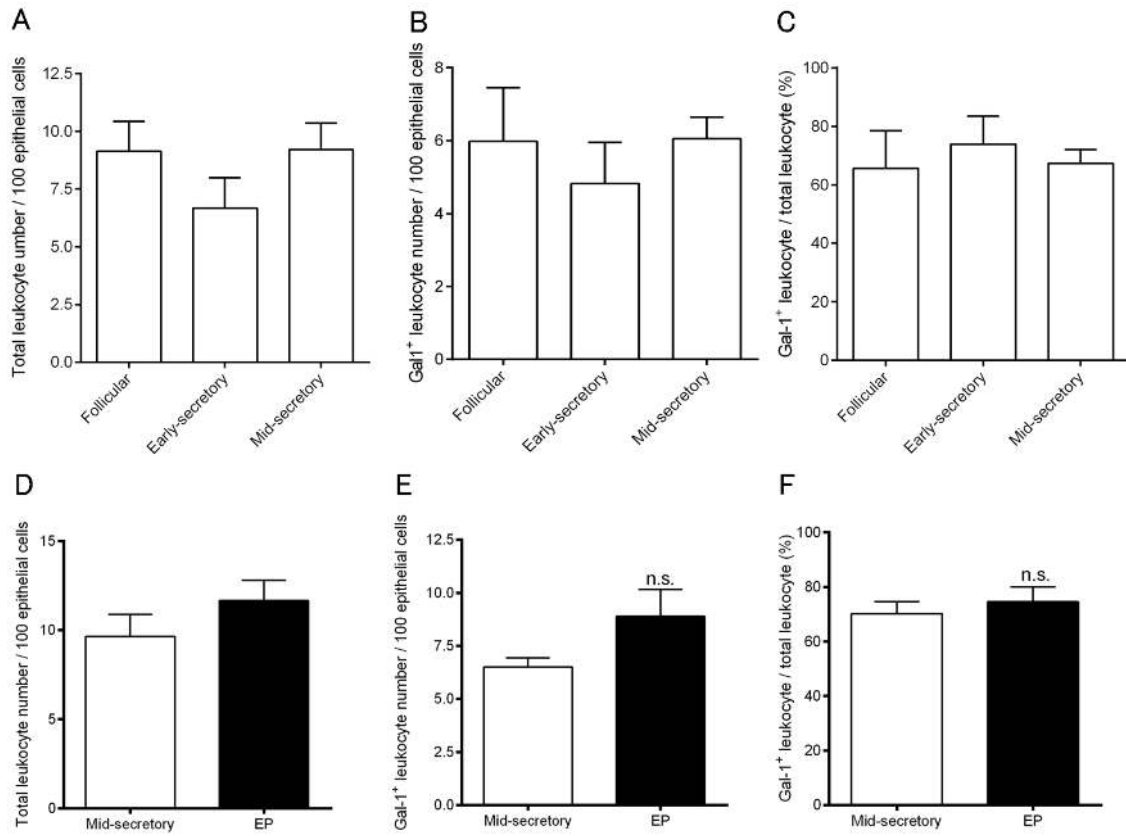 A
Total leukocyte umber / 100 epithelial cells
12.5
10.0
7.5
5.0
2.5
0.0
Follicular
Early-secretory
Mid-secretory
B
Gal1⁺ leukocyte number / 100 epithelial cells
8
6
4
2
0
Follicular
Early-secretory
Mid-secretory
C
Gal-1⁺ leukocyte / total leukocyte (%)
100
80
60
40
20
0
Follicular
Early-secretory
Mid-secretory
D
Total leukocyte number / 100 epithelial cells
15
10
5
0
Mid-secretory
EP
E
Gal-1⁺ leukocyte number / 100 epithelial cells
12.5
10.0
7.5
5.0
2.5
0.0
n.s.
Mid-secretory
EP
F
Gal-1⁺ leukocyte / total leukocyte (%)
100
80
60
40
20
0
n.s.
Mid-secretory
EP